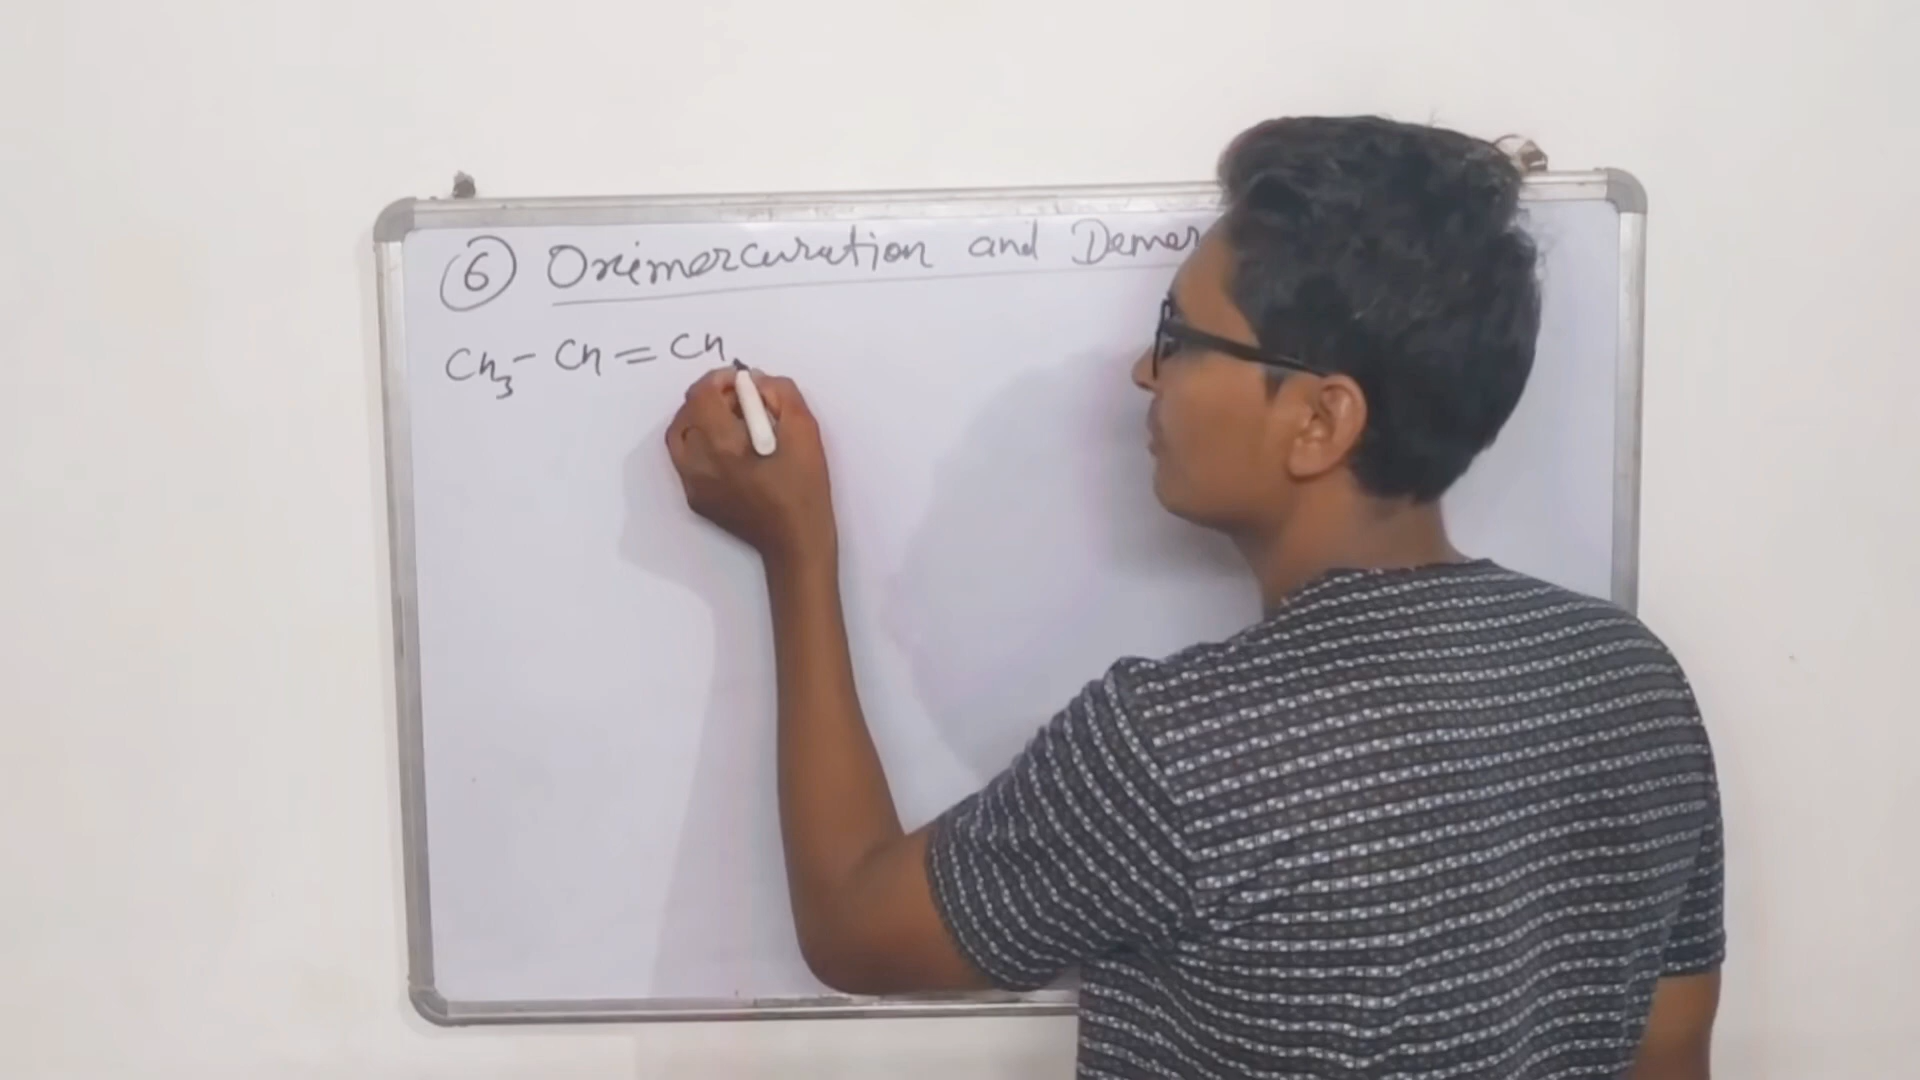 ⑥ Oximercuration and Demer
CH₃ - CH = CH